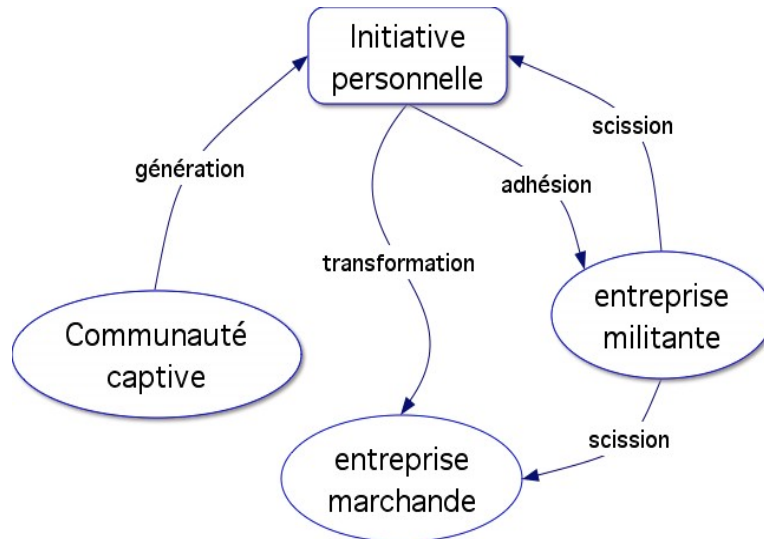 Initiative
personnelle
scission
génération
adhésion
transformation
entreprise
militante
Communauté
captive
scission
entreprise
marchande